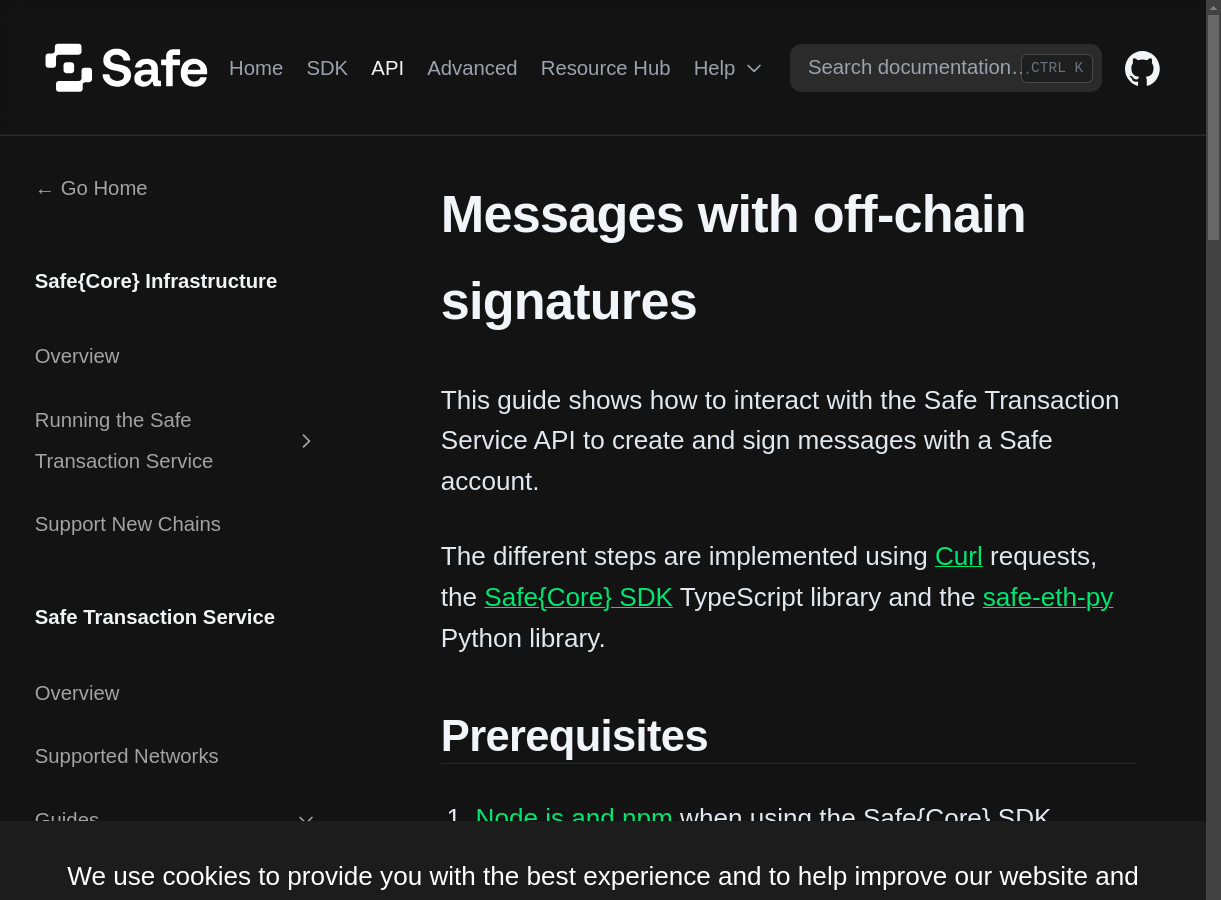 Safe Home SDK API Advanced Resource Hub Help Search documentation… CTRL K
← Go Home
Safe{Core} Infrastructure
Overview
Running the Safe
Transaction Service
Support New Chains
Safe Transaction Service
Overview
Supported Networks
Guides
Messages with off-chain
signatures
This guide shows how to interact with the Safe Transaction
Service API to create and sign messages with a Safe
account.
The different steps are implemented using Curl requests,
the Safe{Core} SDK TypeScript library and the safe-eth-py
Python library.
Prerequisites
1. Node.js and npm when using the Safe{Core} SDK.
We use cookies to provide you with the best experience and to help improve our website and